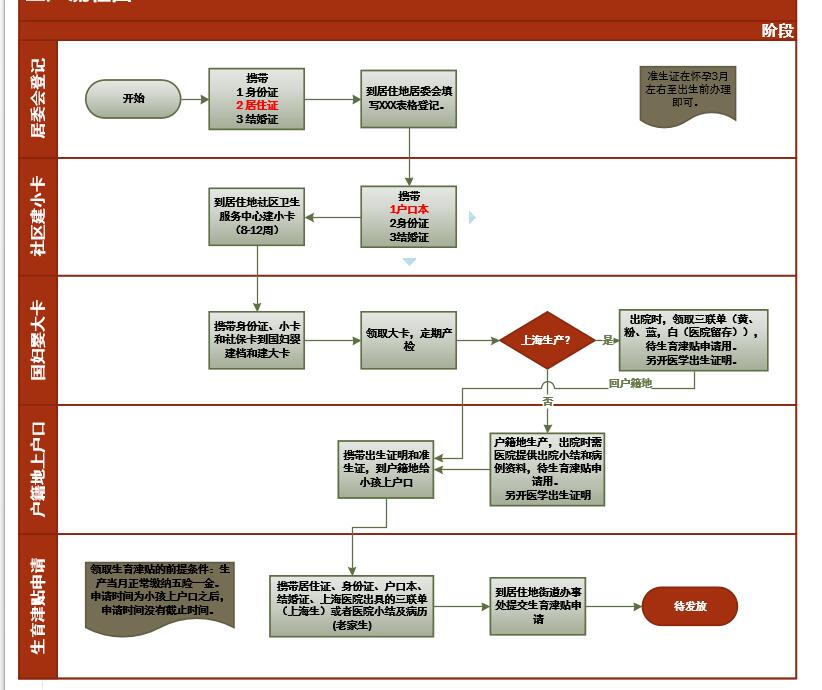 阶段
居委会登记
开始
携带
1 身份证
2 居住证
3 结婚证
到居住地居委会填
写XXX表格登记。
准生证在怀孕3月
左右至出生前办理
即可。
社区建小卡
到居住地社区卫生
服务中心建小卡
（8-12周）
携带
1户口本
2身份证
3结婚证
国妇婴大卡
携带身份证、小卡
和社保卡到国妇婴
建档和建大卡
领取大卡，定期产
检
上海生产？
是
出院时，领取三联单（黄、
粉、蓝，白（医院留存）），
待生育津贴申请用。
另开医学出生证明。
回户籍地
否
户籍地上户口
携带出生证明和准
生证，到户籍地给
小孩上户口
户籍地生产，出院时需
医院提供出院小结和病
例资料，待生育津贴申
请用。
另开医学出生证明
生育津贴申请
领取生育津贴的前提条件：生
产当月正常缴纳五险一金。
申请时间为小孩上户口之后，
申请时间没有截止时间。
携带居住证、身份证、户口本、
结婚证、上海医院出具的三联单
（上海生）或者医院小结及病历
(老家生)
到居住地街道办事
处提交生育津贴申
请
待发放